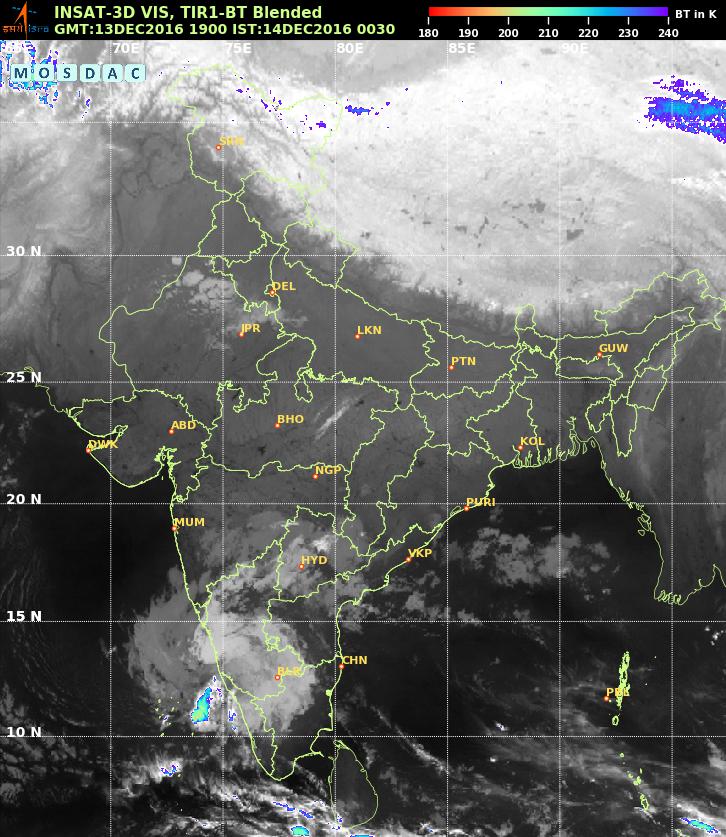 INSAT-3D VIS, TIR1-BT Blended
GMT:13DEC2016 1900 IST:14DEC2016 0030
BT in K
180 190 200 210 220 230 240
70E 75E 80E 85E 90E
M O S D A C
SRN
30 N
DEL
JPR LKN
GUW
PTN
25 N
ABD BHO
DWK KOL
NGP
20 N PURI
MUM
HYD VKP
15 N
BLR CHN
10 N